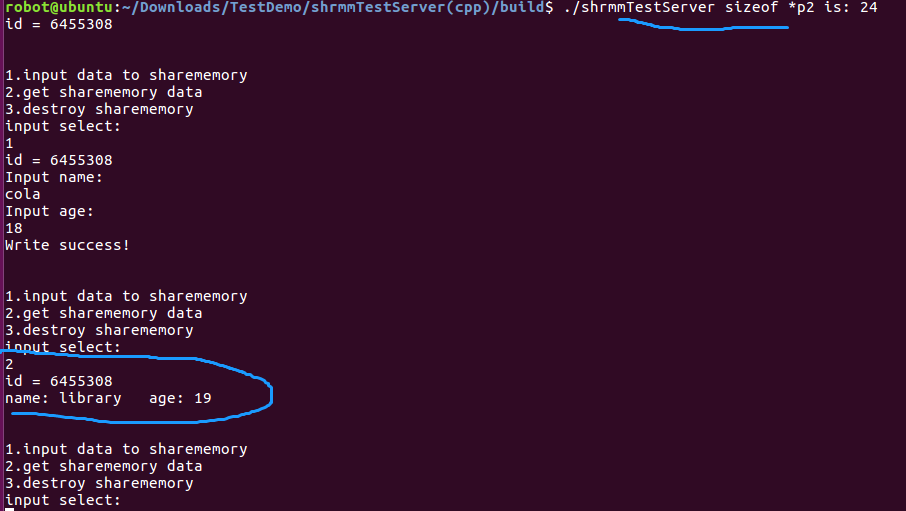 robot@ubuntu:~/Downloads/TestDemo/shrmmTestServer(cpp)/build$ ./shrmmTestServer sizeof *p2 is: 24
id = 6455308
1.input data to sharememory
2.get sharememory data
3.destroy sharememory
input select:
1
id = 6455308
Input name:
cola
Input age:
18
Write success!
1.input data to sharememory
2.get sharememory data
3.destroy sharememory
input select:
2
id = 6455308
name: library   age: 19
1.input data to sharememory
2.get sharememory data
3.destroy sharememory
input select: